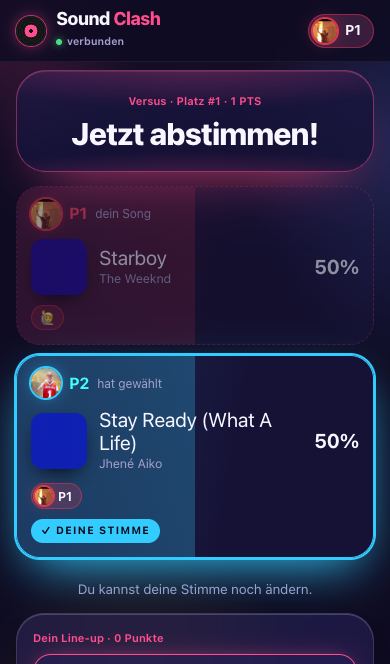 Sound Clash
verbunden
P1
Versus · Platz #1 · 1 PTS
Jetzt abstimmen!
P1 dein Song
Starboy
The Weeknd
50%
P2 hat gewählt
Stay Ready (What A
Life)
Jhené Aiko
50%
P1
✓ DEINE STIMME
Du kannst deine Stimme noch ändern.
Dein Line-up · 0 Punkte